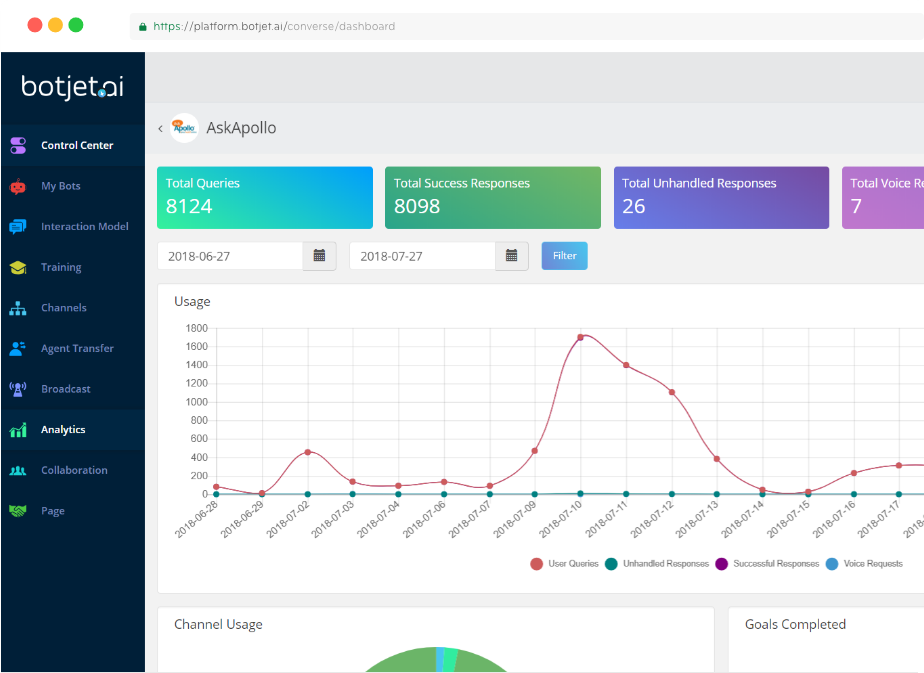 https://platform.botjet.ai/converse/dashboard
botjet.ai
Control Center
My Bots
Interaction Model
Training
Channels
Agent Transfer
Broadcast
Analytics
Collaboration
Page
Apollo
AskApollo
Total Queries
8124
Total Success Responses
8098
Total Unhandled Responses
26
Total Voice Re
7
2018-06-27
2018-07-27
Filter
Usage
1800
1600
1400
1200
1000
800
600
400
200
0
2018-06-28
2018-06-29
2018-07-02
2018-07-03
2018-07-04
2018-07-06
2018-07-07
2018-07-09
2018-07-10
2018-07-11
2018-07-12
2018-07-13
2018-07-14
2018-07-15
2018-07-16
2018-07-17
User Queries
Unhandled Responses
Successful Responses
Voice Requests
Channel Usage
Goals Completed